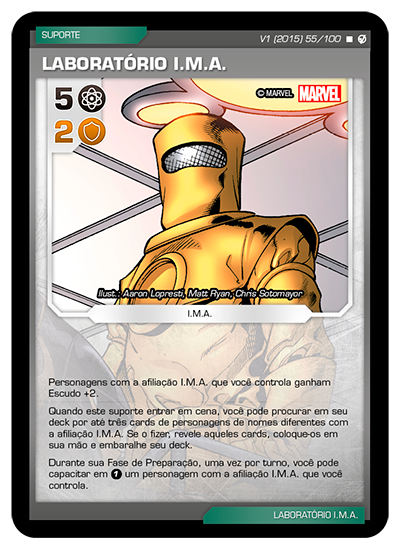 SUPORTE
V1 (2015) 55/100
LABORATÓRIO I.M.A.
5
2
© MARVEL MARVEL
Ilust.: Aaron Lopresti, Matt Ryan, Chris Sotomayor
I.M.A.
Personagens com a afiliação I.M.A. que você controla ganham
Escudo +2.
Quando este suporte entrar em cena, você pode procurar em seu
deck por até três cards de personagens de nomes diferentes com
a afiliação I.M.A. Se o fizer, revele aqueles cards, coloque-os em
sua mão e embaralhe seu deck.
Durante sua Fase de Preparação, uma vez por turno, você pode
capacitar em 1 um personagem com a afiliação I.M.A. que você
controla.
LABORATÓRIO I.M.A.